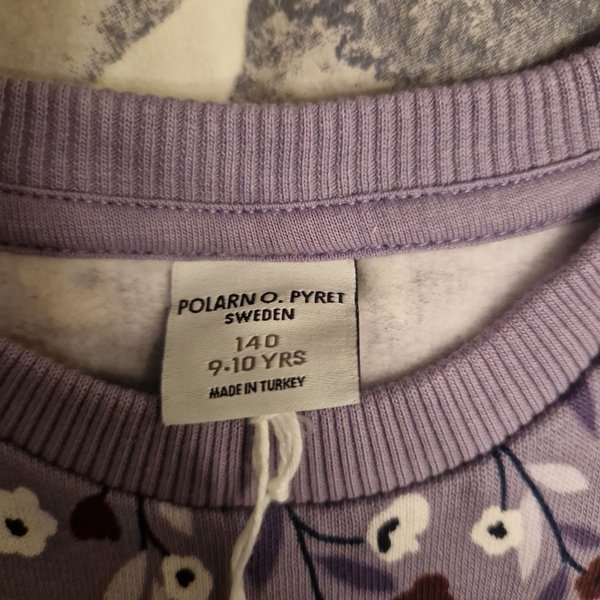 POLARN O. PYRET
SWEDEN
140
9-10 YRS
MADE IN TURKEY